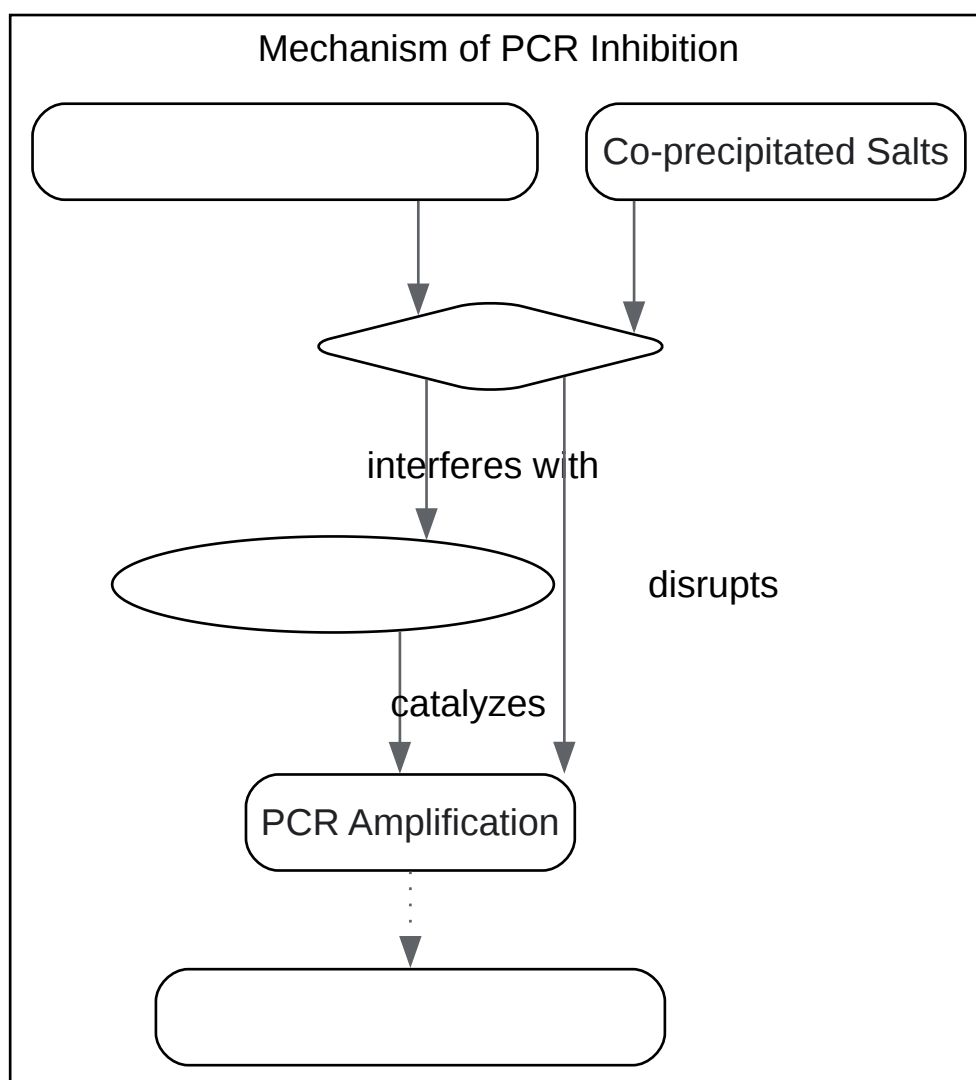 Mechanism of PCR Inhibition
Co-precipitated Salts
interferes with
disrupts
catalyzes
PCR Amplification